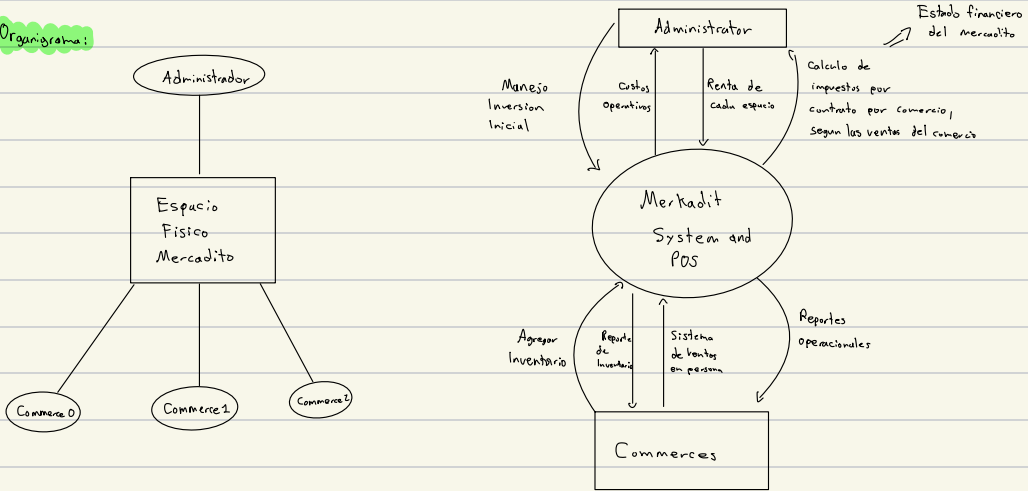 Organigrama:
Administrador
Espacio
Fisico
Mercadito
Commerce 0
Commerce 1
Commerce 2
Administrator
Estado financiero
del mercadito
Manejo
Inversion
Inicial
Costos
operativos
Renta de
cada espacio
Calculo de
impuestos por
contrato por comercio,
segun las ventas del comercio
Merkadit
System and
POS
Agregar
Inventario
Reporte
de
Inventario
Sistema
de ventas
en persona
Reportes
operacionales
Commerces